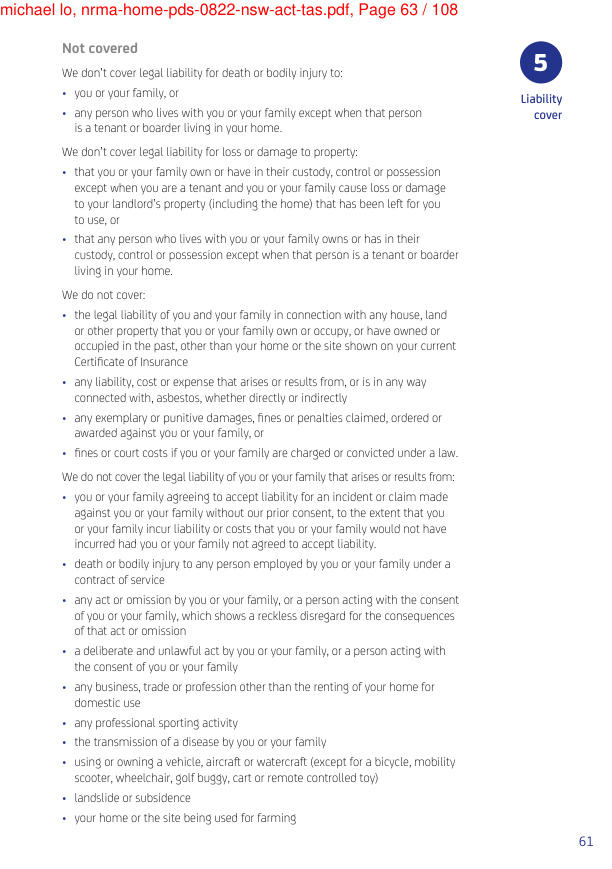 michael lo, nrma-home-pds-0822-nsw-act-tas.pdf, Page 63 / 108
Not covered
We don't cover legal liability for death or bodily injury to:
• you or your family, or
• any person who lives with you or your family except when that person
is a tenant or boarder living in your home.
We don't cover legal liability for loss or damage to property:
• that you or your family own or have in their custody, control or possession
except when you are a tenant and you or your family cause loss or damage
to your landlord's property (including the home) that has been left for you
to use, or
• that any person who lives with you or your family owns or has in their
custody, control or possession except when that person is a tenant or boarder
living in your home.
We do not cover:
• the legal liability of you and your family in connection with any house, land
or other property that you or your family own or occupy, or have owned or
occupied in the past, other than your home or the site shown on your current
Certificate of Insurance
• any liability, cost or expense that arises or results from, or is in any way
connected with, asbestos, whether directly or indirectly
• any exemplary or punitive damages, fines or penalties claimed, ordered or
awarded against you or your family, or
• fines or court costs if you or your family are charged or convicted under a law.
We do not cover the legal liability of you or your family that arises or results from:
• you or your family agreeing to accept liability for an incident or claim made
against you or your family without our prior consent, to the extent that you
or your family incur liability or costs that you or your family would not have
incurred had you or your family not agreed to accept liability.
• death or bodily injury to any person employed by you or your family under a
contract of service
• any act or omission by you or your family, or a person acting with the consent
of you or your family, which shows a reckless disregard for the consequences
of that act or omission
• a deliberate and unlawful act by you or your family, or a person acting with
the consent of you or your family
• any business, trade or profession other than the renting of your home for
domestic use
• any professional sporting activity
• the transmission of a disease by you or your family
• using or owning a vehicle, aircraft or watercraft (except for a bicycle, mobility
scooter, wheelchair, golf buggy, cart or remote controlled toy)
• landslide or subsidence
• your home or the site being used for farming
5
Liability
cover
61